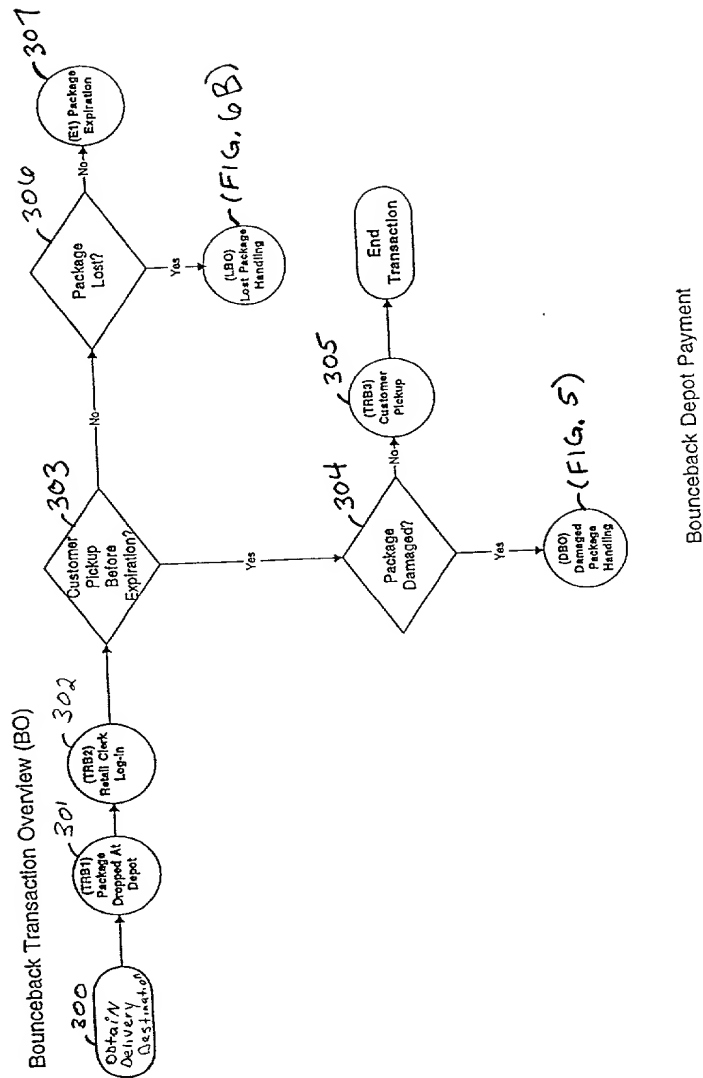 Bounceback Transaction Overview (BO)
300
Obtain
Delivery
Destination
301
(TRB1)
Package
Dropped At
Depot
302
(TRB2)
Retail Clerk
Log-in
303
Customer
Pickup
Before
Expiration?
No
306
Package
Lost?
No
307
(E1) Package
Expiration
Yes
(LBO)
Lost Package
Handling
(FIG. 6B)
Yes
304
Package
Damaged?
No
305
(TRB3)
Customer
Pickup
End
Transaction
Yes
(DBO)
Damaged
Package
Handling
(FIG. 5)
Bounceback Depot Payment